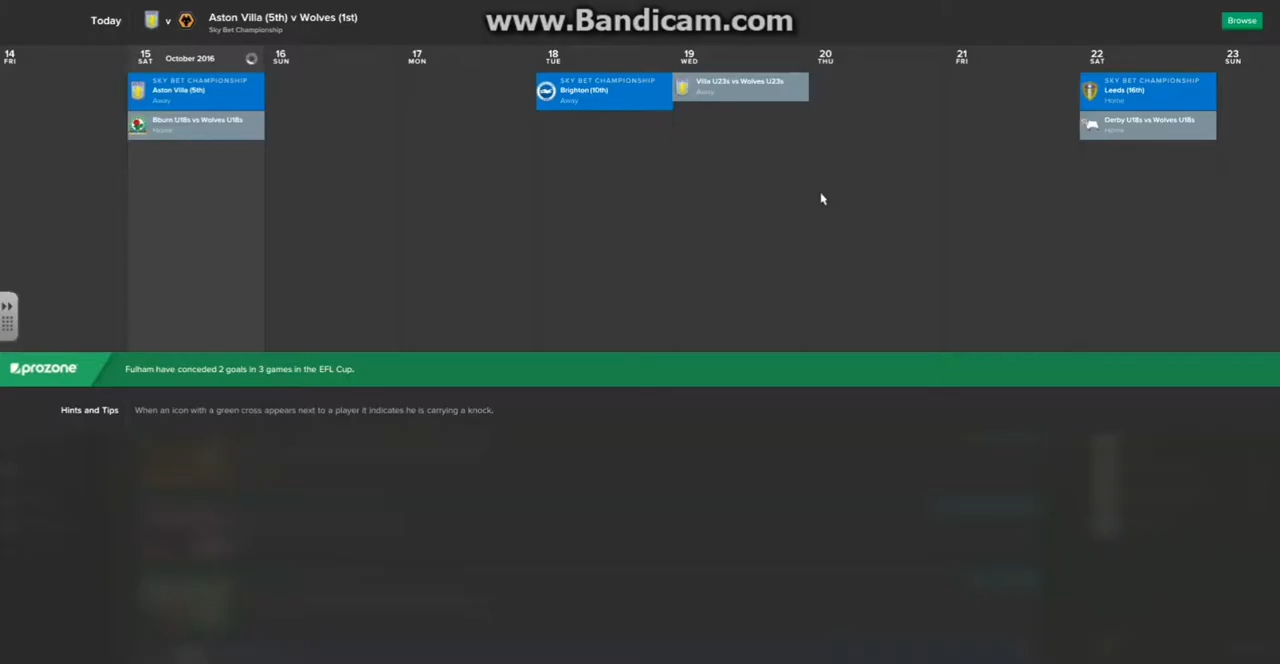 Today
v
Aston Villa (5th) v Wolves (1st)
Sky Bet Championship
www.Bandicam.com
Browse
14
FRI
15
SAT
October 2016
16
SUN
17
MON
18
TUE
19
WED
20
THU
21
FRI
22
SAT
23
SUN
SKY BET CHAMPIONSHIP
Aston Villa (5th)
Away
Bburn U18s vs Wolves U18s
Home
SKY BET CHAMPIONSHIP
Brighton (10th)
Away
Villa U23s vs Wolves U23s
Away
SKY BET CHAMPIONSHIP
Leeds (16th)
Home
Derby U18s vs Wolves U18s
Home
prozone
Fulham have conceded 2 goals in 3 games in the EFL Cup.
Hints and Tips
When an icon with a green cross appears next to a player it indicates he is carrying a knock.